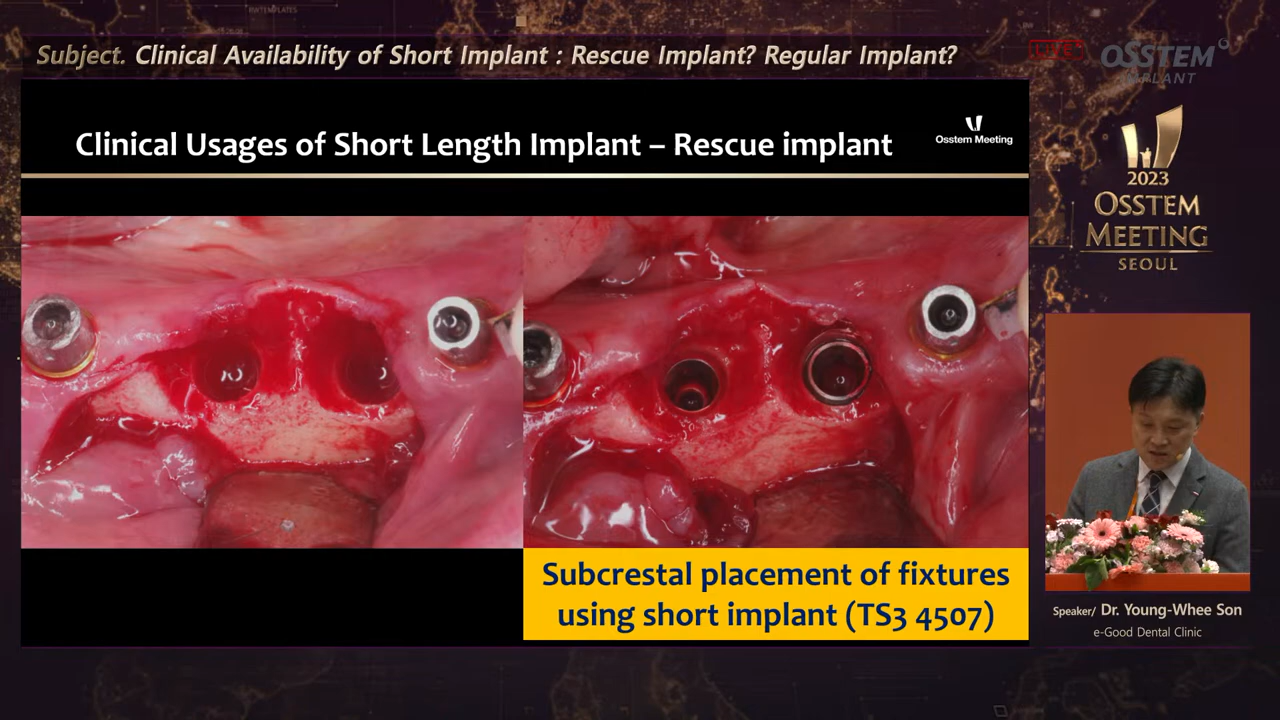 RWTEMPLATES
Subject. Clinical Availability of Short Implant : Rescue Implant? Regular Implant?
LIVE
OSSTEM
IMPLANT
Clinical Usages of Short Length Implant – Rescue implant
Osstem Meeting
2023
OSSTEM
MEETING
SEOUL
Subcrestal placement of fixtures
using short implant (TS3 4507)
Speaker/ Dr. Young-Whee Son
e-Good Dental Clinic